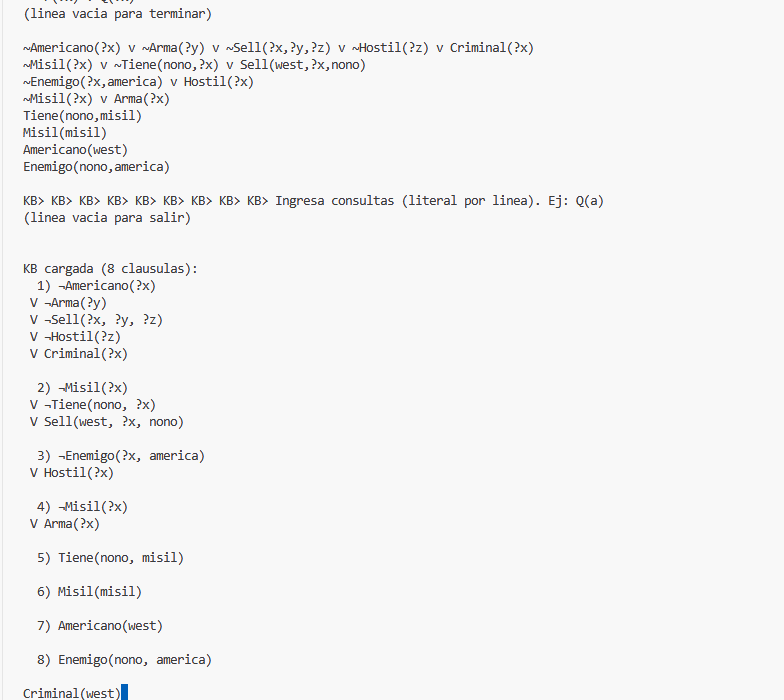 (linea vacia para terminar)
~Americano(?x) v ~Arma(?y) v ~Sell(?x,?y,?z) v ~Hostil(?z) v Criminal(?x)
~Misil(?x) v ~Tiene(nono,?x) v Sell(west,?x,nono)
~Enemigo(?x,america) v Hostil(?x)
~Misil(?x) v Arma(?x)
Tiene(nono,misil)
Misil(misil)
Americano(west)
Enemigo(nono,america)
KB> KB> KB> KB> KB> KB> KB> KB> KB> Ingresa consultas (literal por linea). Ej: Q(a)
(linea vacia para salir)
KB cargada (8 clausulas):
1) ¬Americano(?x)
V ¬Arma(?y)
V ¬Sell(?x, ?y, ?z)
V ¬Hostil(?z)
V Criminal(?x)
2) ¬Misil(?x)
V ¬Tiene(nono, ?x)
V Sell(west, ?x, nono)
3) ¬Enemigo(?x, america)
V Hostil(?x)
4) ¬Misil(?x)
V Arma(?x)
5) Tiene(nono, misil)
6) Misil(misil)
7) Americano(west)
8) Enemigo(nono, america)
Criminal(west)